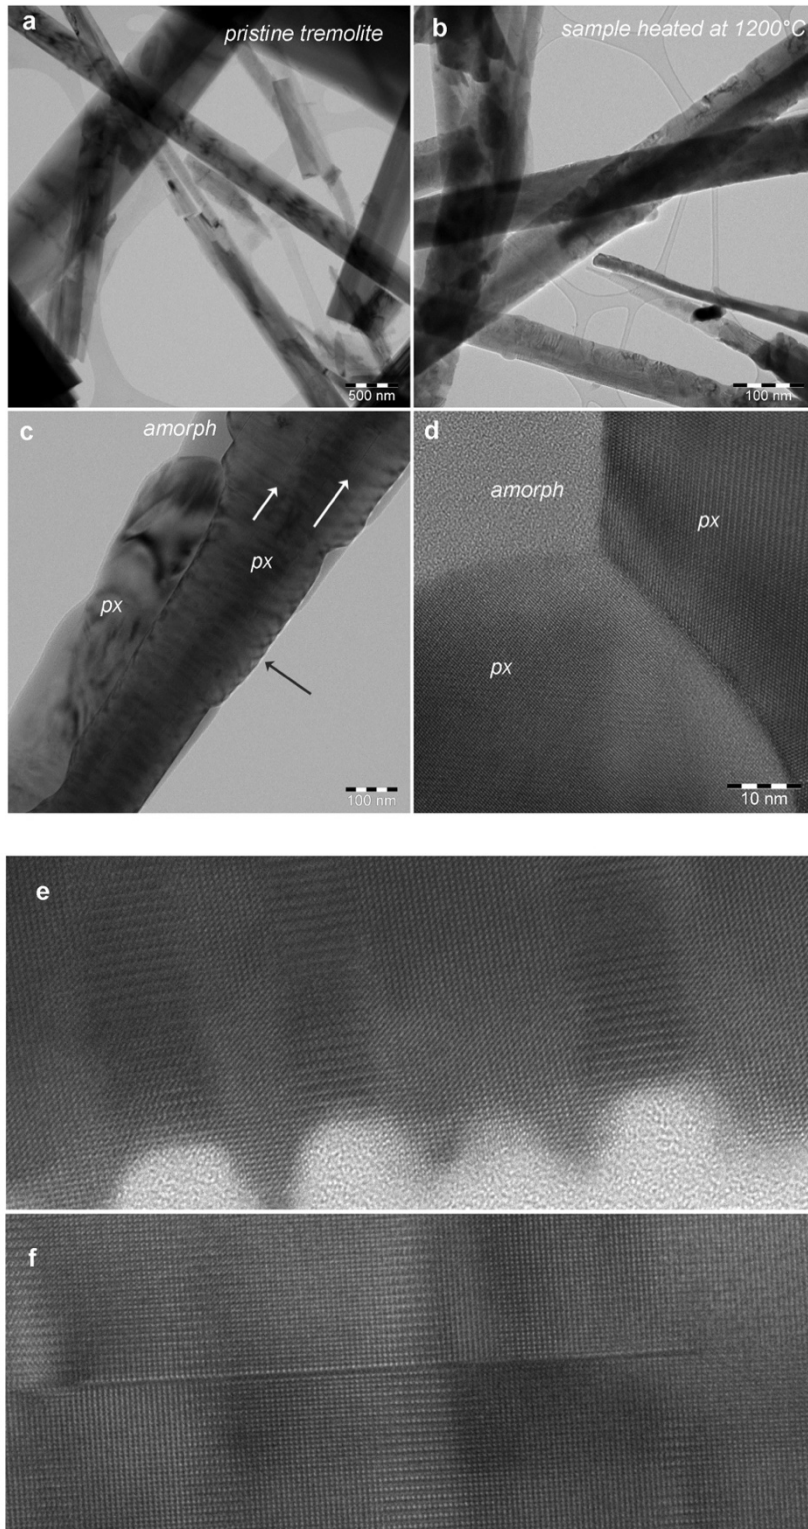 a
pristine tremolite
500 nm
b
sample heated at 1200°C
100 nm
c
amorph
px
px
100 nm
d
amorph
px
px
10 nm
e
f